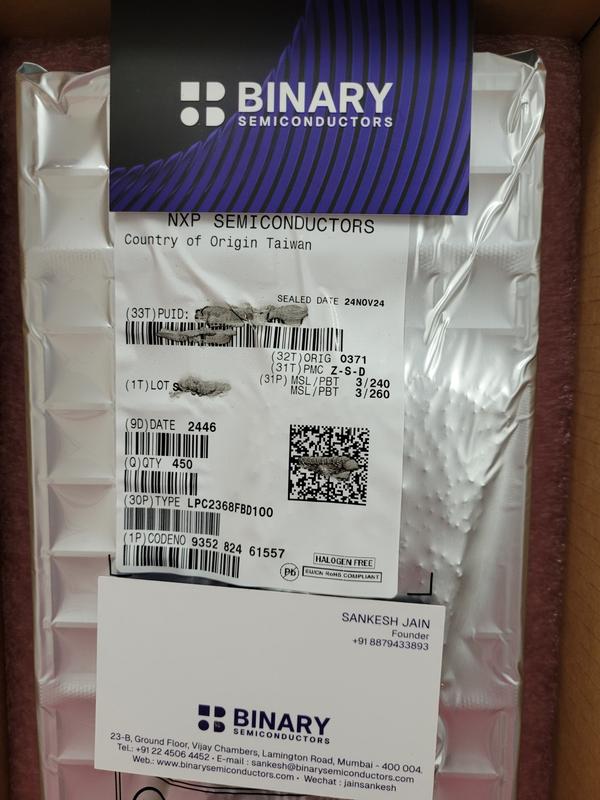 BINARY
SEMICONDUCTORS
NXP SEMICONDUCTORS
Country of Origin Taiwan
SEALED DATE 24NOV24
(33T)PUID:
(32T)ORIG 0371
(31T)PMC Z-S-D
(1T)LOT S
(31P) MSL/PBT 3/240
MSL/PBT 3/260
(9D)DATE 2446
(Q)QTY 450
(30P)TYPE LPC2368FBD100
(1P)CODENO 9352 824 61557
HALOGEN FREE
Pb
EU/CN RoHS COMPLIANT
SANKESH JAIN
Founder
+91 8879433893
BINARY
SEMICONDUCTORS
23-B, Ground Floor, Vijay Chambers, Lamington Road, Mumbai - 400 004.
Tel.: +91 22 4506 4452 • E-mail : sankesh@binarysemiconductors.com
Web.: www.binarysemiconductors.com • Wechat : jainsankesh